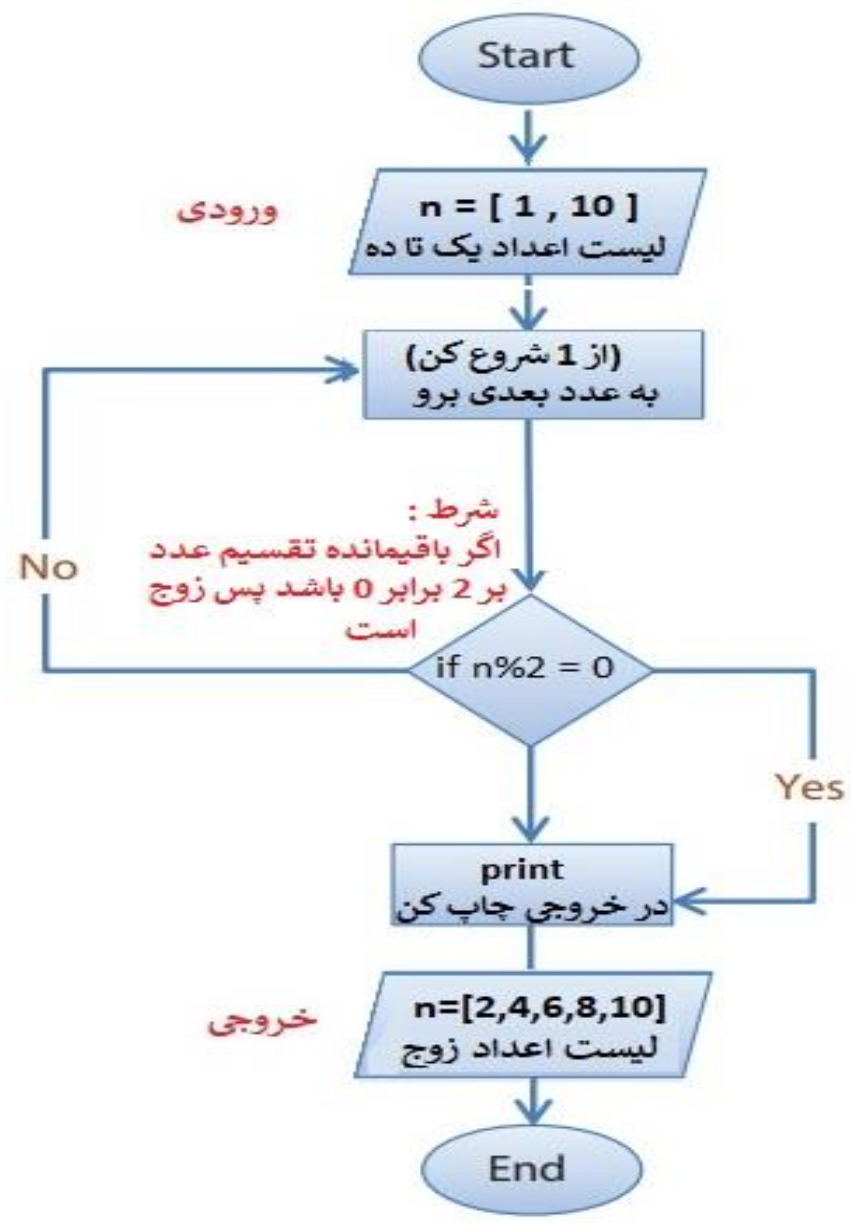 Start
ورودی
n = [ 1 , 10 ]
لیست اعداد یک تا ده
(از 1 شروع کن)
به عدد بعدی برو
شرط :
اگر باقیمانده تقسیم عدد
بر 2 برابر 0 باشد پس زوج
است
No
if n%2 = 0
Yes
print
در خروجی چاپ کن
خروجی
n=[2,4,6,8,10]
لیست اعداد زوج
End